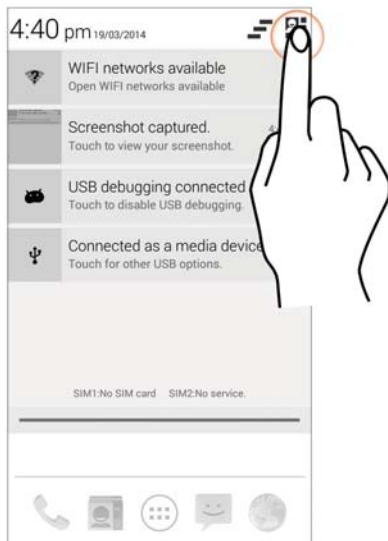 4:40 pm 19/03/2014
WIFI networks available
Open WIFI networks available
Screenshot captured.
Touch to view your screenshot.
USB debugging connected
Touch to disable USB debugging.
Connected as a media device
Touch for other USB options.
SIM1:No SIM card SIM2:No service.